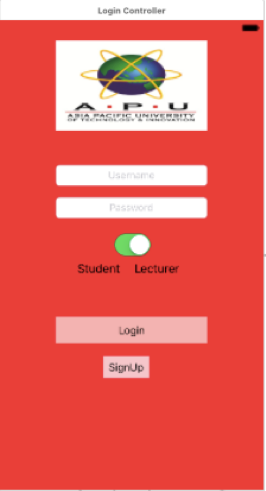 Login Controller
A · P · U
ASIA PACIFIC UNIVERSITY
OF TECHNOLOGY & INNOVATION
Username
Password
Student Lecturer
Login
SignUp